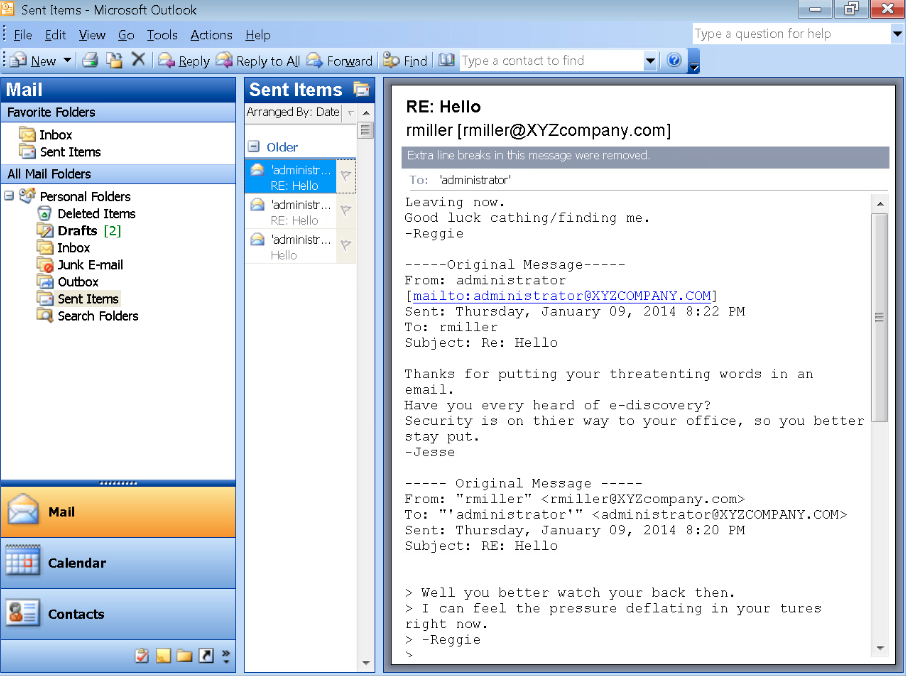 Sent Items - Microsoft Outlook
File Edit View Go Tools Actions Help
Type a question for help
New Reply Reply to All Forward Find Type a contact to find
Mail
Favorite Folders
Inbox
Sent Items
All Mail Folders
Personal Folders
Deleted Items
Drafts [2]
Inbox
Junk E-mail
Outbox
Sent Items
Search Folders
Mail
Calendar
Contacts
Sent Items
Arranged By: Date
Older
'administr...
RE: Hello
'administr...
RE: Hello
'administr...
Hello
RE: Hello
rmiller [rmiller@XYZcompany.com]
Extra line breaks in this message were removed.
To: 'administrator'
Leaving now.
Good luck cathing/finding me.
-Reggie
-----Original Message-----
From: administrator
[mailto:administrator@XYZCOMPANY.COM]
Sent: Thursday, January 09, 2014 8:22 PM
To: rmiller
Subject: Re: Hello
Thanks for putting your threatenting words in an
email.
Have you every heard of e-discovery?
Security is on thier way to your office, so you better
stay put.
-Jesse
----- Original Message -----
From: "rmiller" <rmiller@XYZcompany.com>
To: "'administrator'" <administrator@XYZCOMPANY.COM>
Sent: Thursday, January 09, 2014 8:20 PM
Subject: RE: Hello
> Well you better watch your back then.
> I can feel the pressure deflating in your tures
right now.
> -Reggie
>